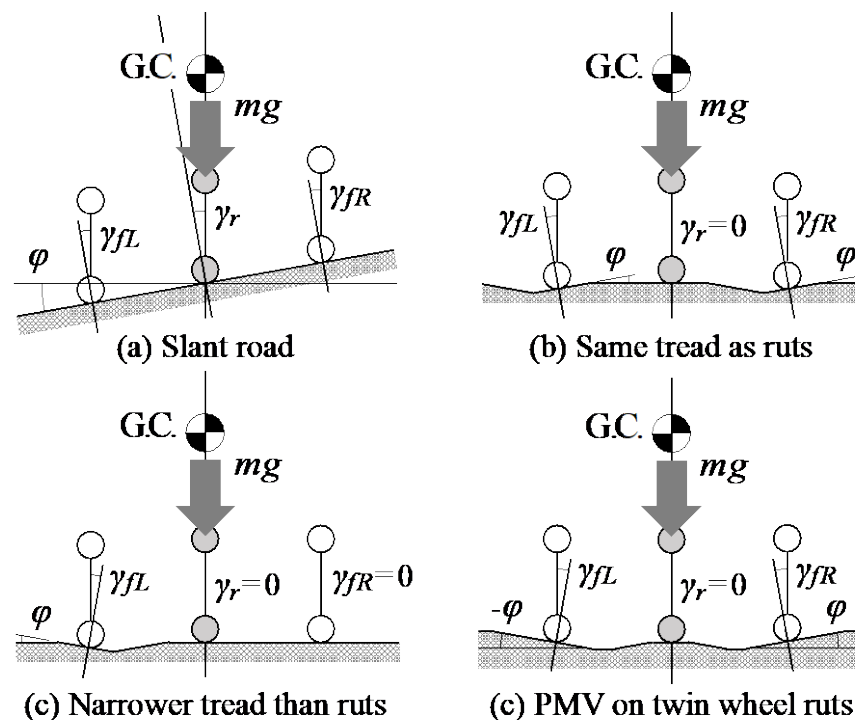 G.C.
mg
γfL
γr
γfR
φ
(a) Slant road
G.C.
mg
γfL
γr=0
γfR
φ
φ
(b) Same tread as ruts
G.C.
mg
γfL
γr=0
γfR=0
φ
(c) Narrower tread than ruts
G.C.
mg
γfL
γr=0
γfR
-φ
φ
(c) PMV on twin wheel ruts